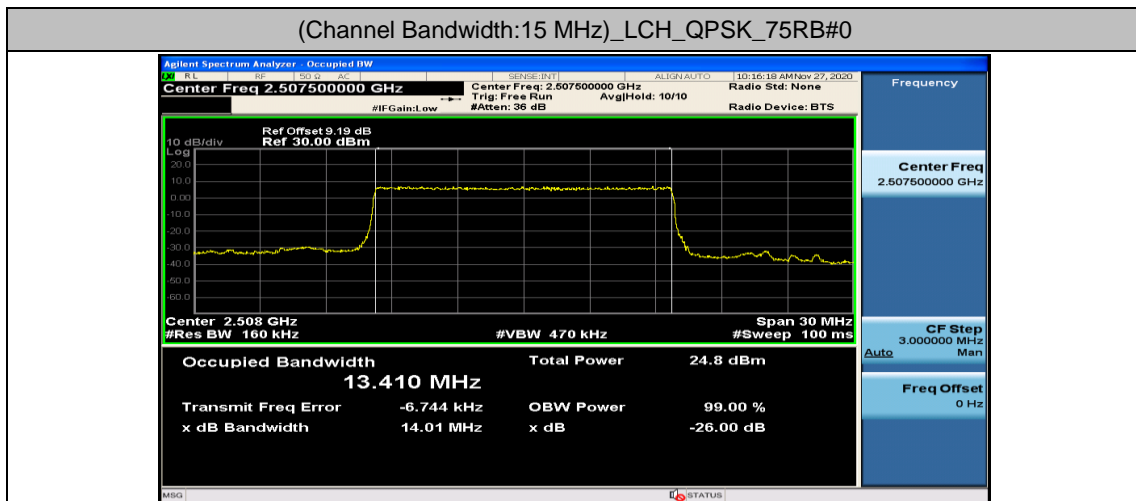 (Channel Bandwidth:15 MHz)_LCH_QPSK_75RB#0
Agilent Spectrum Analyzer - Occupied BW
LXI RL RF 50 Ω AC SENSE:INT ALIGN AUTO 10:16:18 AM Nov 27, 2020
Center Freq 2.507500000 GHz
Center Freq: 2.507500000 GHz
Radio Std: None
Trig: Free Run Avg|Hold: 10/10
#IFGain:Low #Atten: 36 dB Radio Device: BTS
Frequency
Ref Offset 9.19 dB
10 dB/div Ref 30.00 dBm
Log
20.0
10.0
0.00
-10.0
-20.0
-30.0
-40.0
-50.0
-60.0
Center Freq
2.507500000 GHz
Center 2.508 GHz Span 30 MHz
#Res BW 160 kHz #VBW 470 kHz #Sweep 100 ms
CF Step
3.000000 MHz
Auto Man
Freq Offset
0 Hz
Occupied Bandwidth Total Power 24.8 dBm
13.410 MHz
Transmit Freq Error -6.744 kHz OBW Power 99.00 %
x dB Bandwidth 14.01 MHz x dB -26.00 dB
MSG STATUS